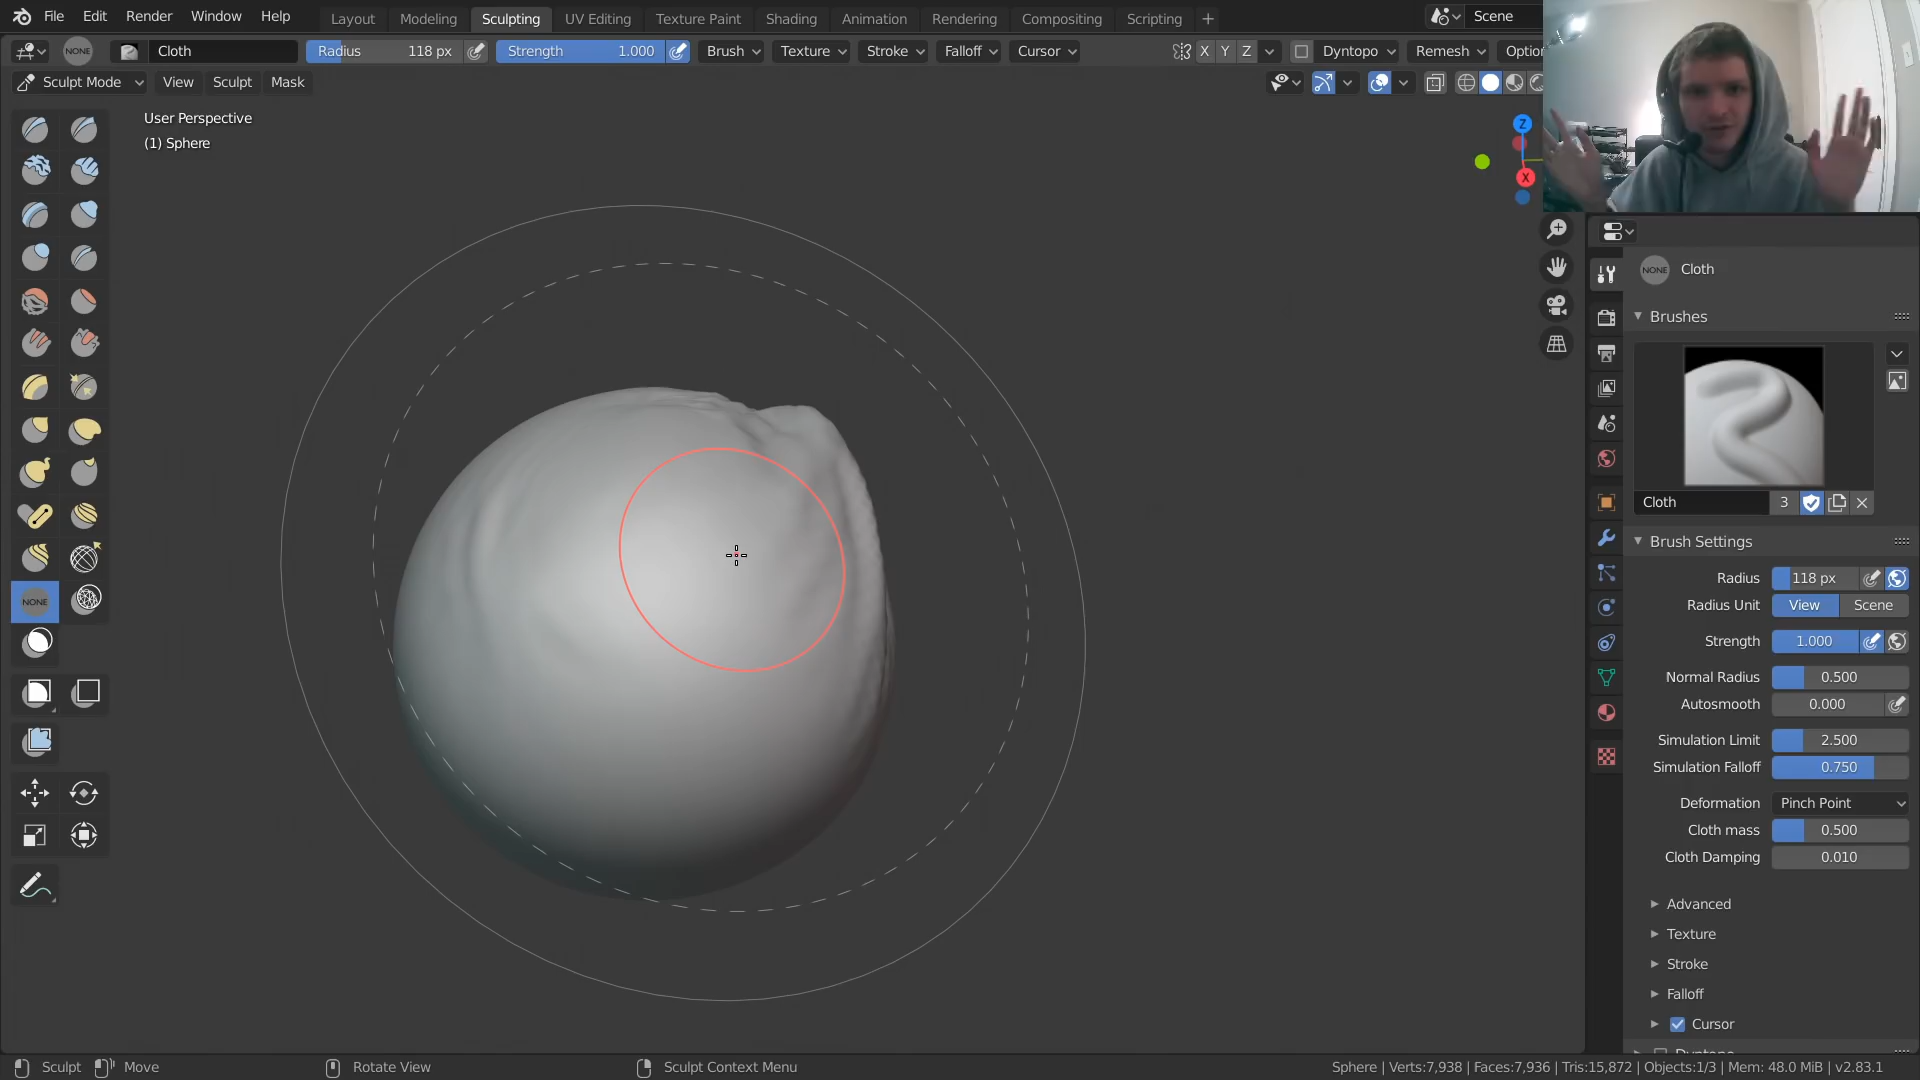 File Edit Render Window Help
Layout Modeling Sculpting UV Editing Texture Paint Shading Animation Rendering Compositing Scripting +
Scene
NONE Cloth Radius 118 px Strength 1.000 Brush Texture Stroke Falloff Cursor X Y Z Dyntopo Remesh Optio
Sculpt Mode View Sculpt Mask
User Perspective
(1) Sphere
Z
X
NONE
NONE Cloth
Brushes
Cloth 3
Brush Settings
Radius 118 px
Radius Unit View Scene
Strength 1.000
Normal Radius 0.500
Autosmooth 0.000
Simulation Limit 2.500
Simulation Falloff 0.750
Deformation Pinch Point
Cloth mass 0.500
Cloth Damping 0.010
Advanced
Texture
Stroke
Falloff
Cursor
Dyntopo
Sculpt Move Rotate View Sculpt Context Menu Sphere | Verts:7,938 | Faces:7,936 | Tris:15,872 | Objects:1/3 | Mem: 48.0 MiB | v2.83.1